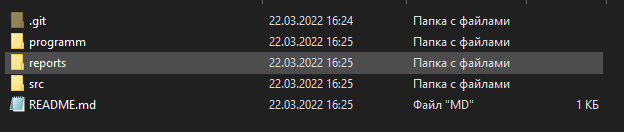 .git 22.03.2022 16:24 Папка с файлами
programm 22.03.2022 16:25 Папка с файлами
reports 22.03.2022 16:25 Папка с файлами
src 22.03.2022 16:25 Папка с файлами
README.md 22.03.2022 16:25 Файл "MD" 1 КБ